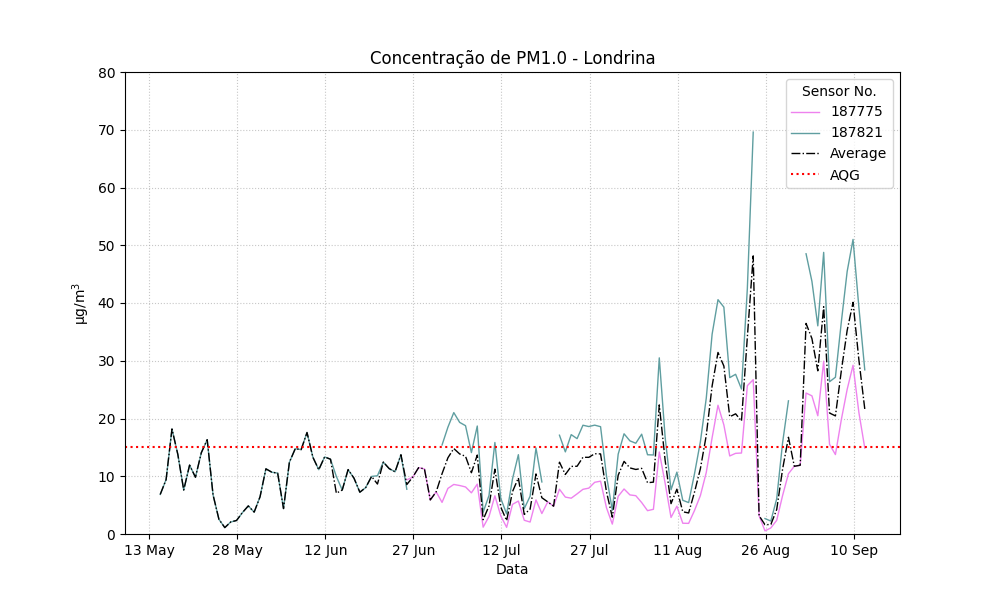 Concentração de PM1.0 - Londrina
80
70
60
50
40
30
20
10
0
µg/m³
Sensor No.
187775
187821
Average
AQG
13 May 28 May 12 Jun 27 Jun 12 Jul 27 Jul 11 Aug 26 Aug 10 Sep
Data